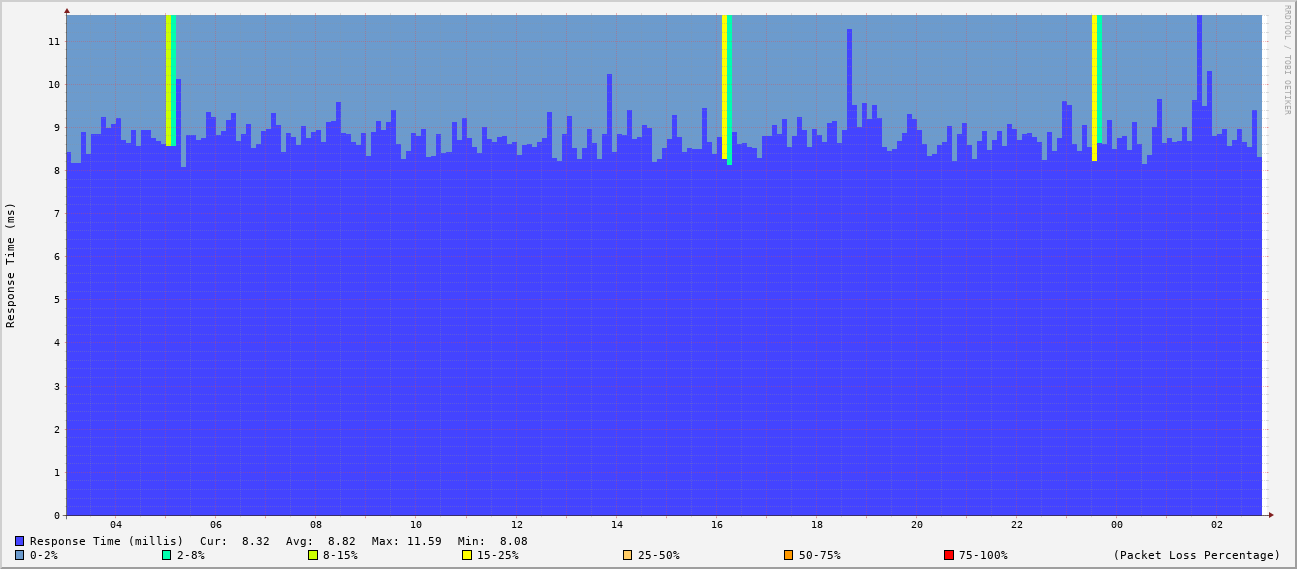 RRDTOOL / TOBI OETIKER
Response Time (ms)
11
10
9
8
7
6
5
4
3
2
1
0
04 06 08 10 12 14 16 18 20 22 00 02
Response Time (millis) Cur: 8.32 Avg: 8.82 Max: 11.59 Min: 8.08
0-2% 2-8% 8-15% 15-25% 25-50% 50-75% 75-100% (Packet Loss Percentage)